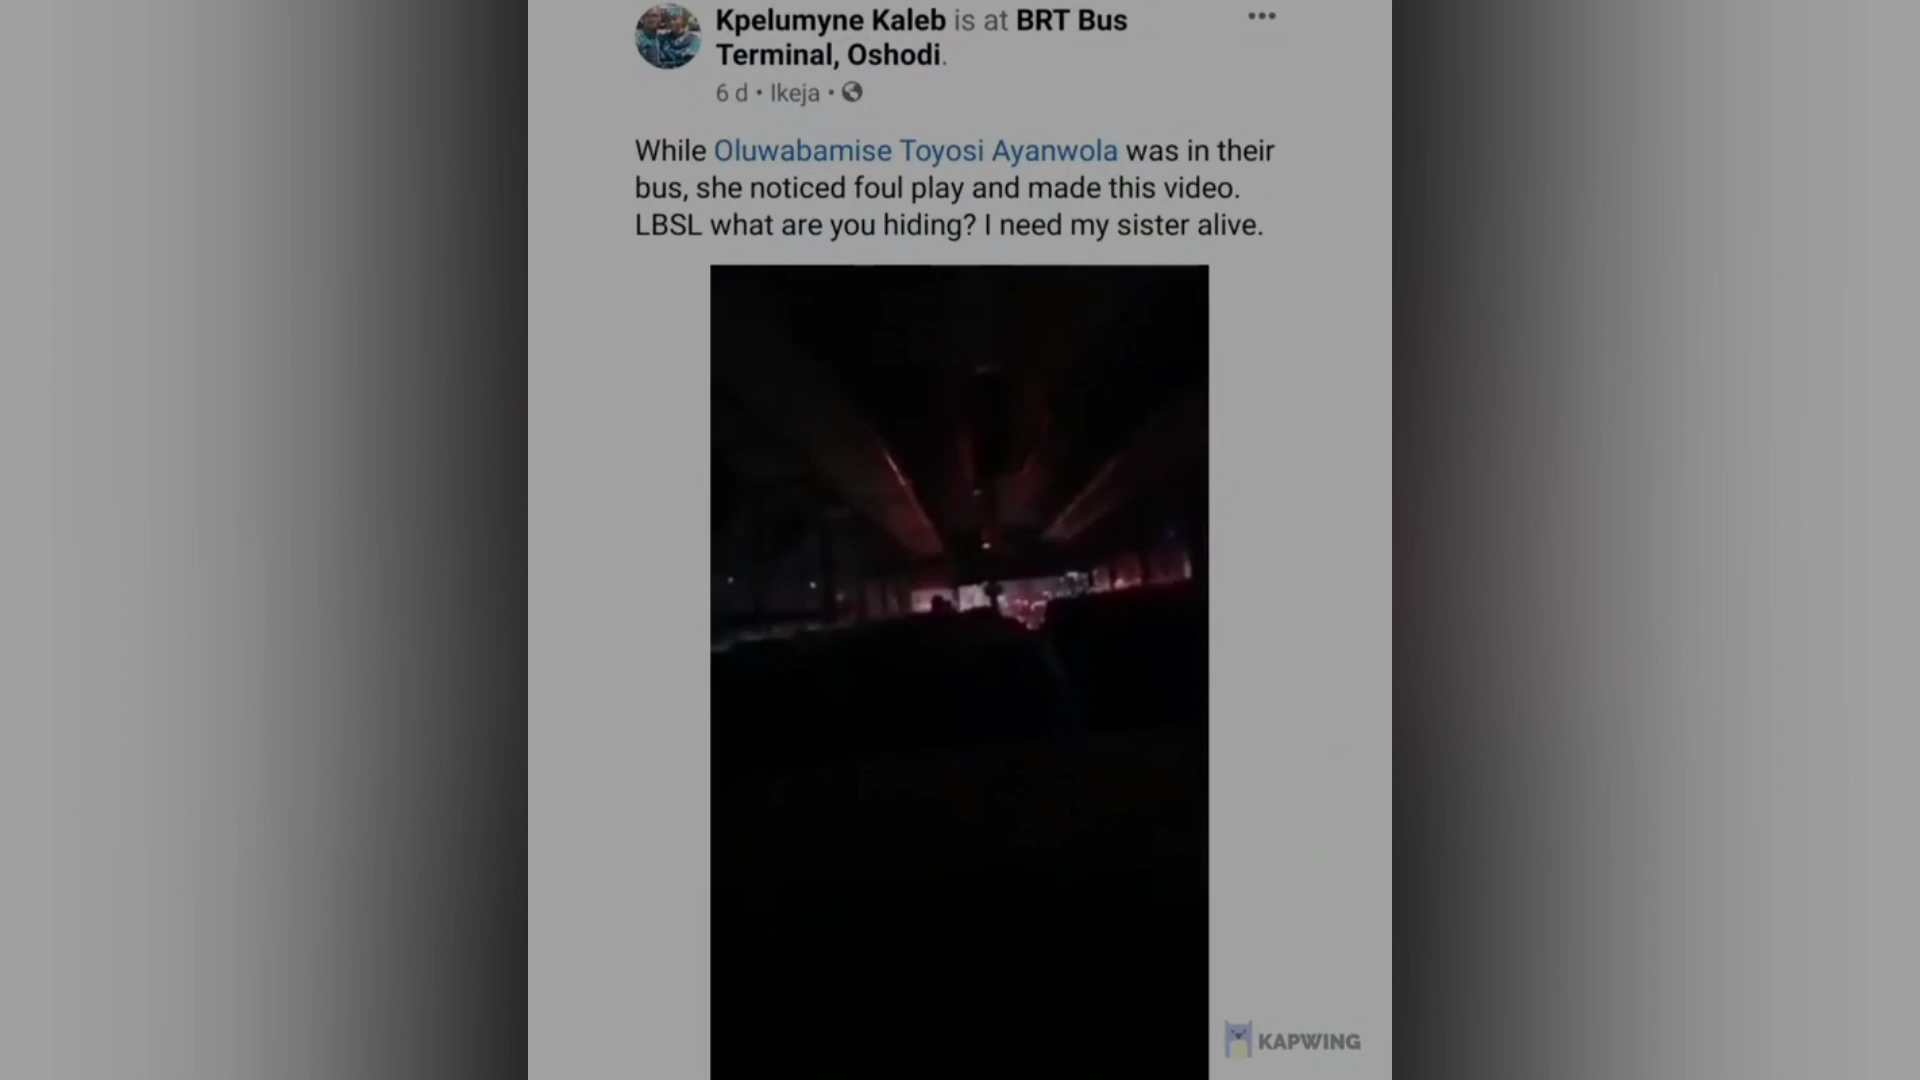 Kpelumyne Kaleb is at BRT Bus
Terminal, Oshodi.
6 d • Ikeja •
While Oluwabamise Toyosi Ayanwola was in their
bus, she noticed foul play and made this video.
LBSL what are you hiding? I need my sister alive.
KAPWING